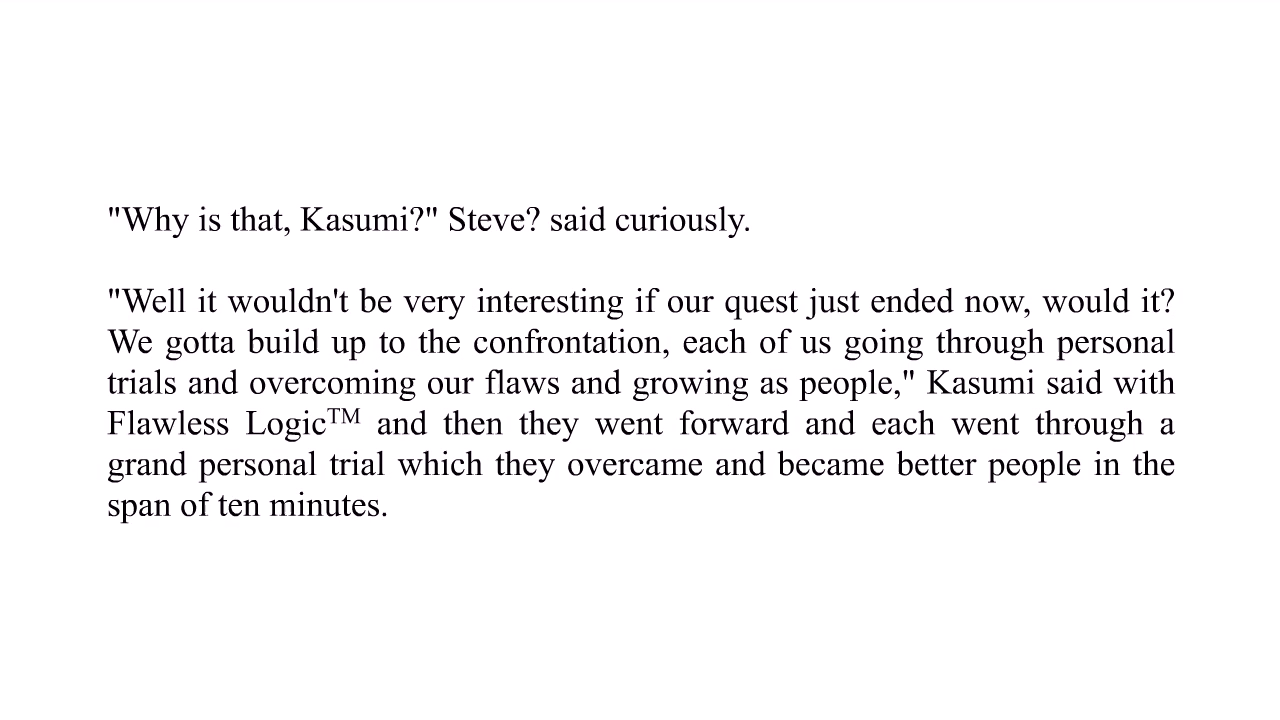 "Why is that, Kasumi?" Steve? said curiously.
"Well it wouldn't be very interesting if our quest just ended now, would it?
We gotta build up to the confrontation, each of us going through personal
trials and overcoming our flaws and growing as people," Kasumi said with
Flawless Logic™ and then they went forward and each went through a
grand personal trial which they overcame and became better people in the
span of ten minutes.